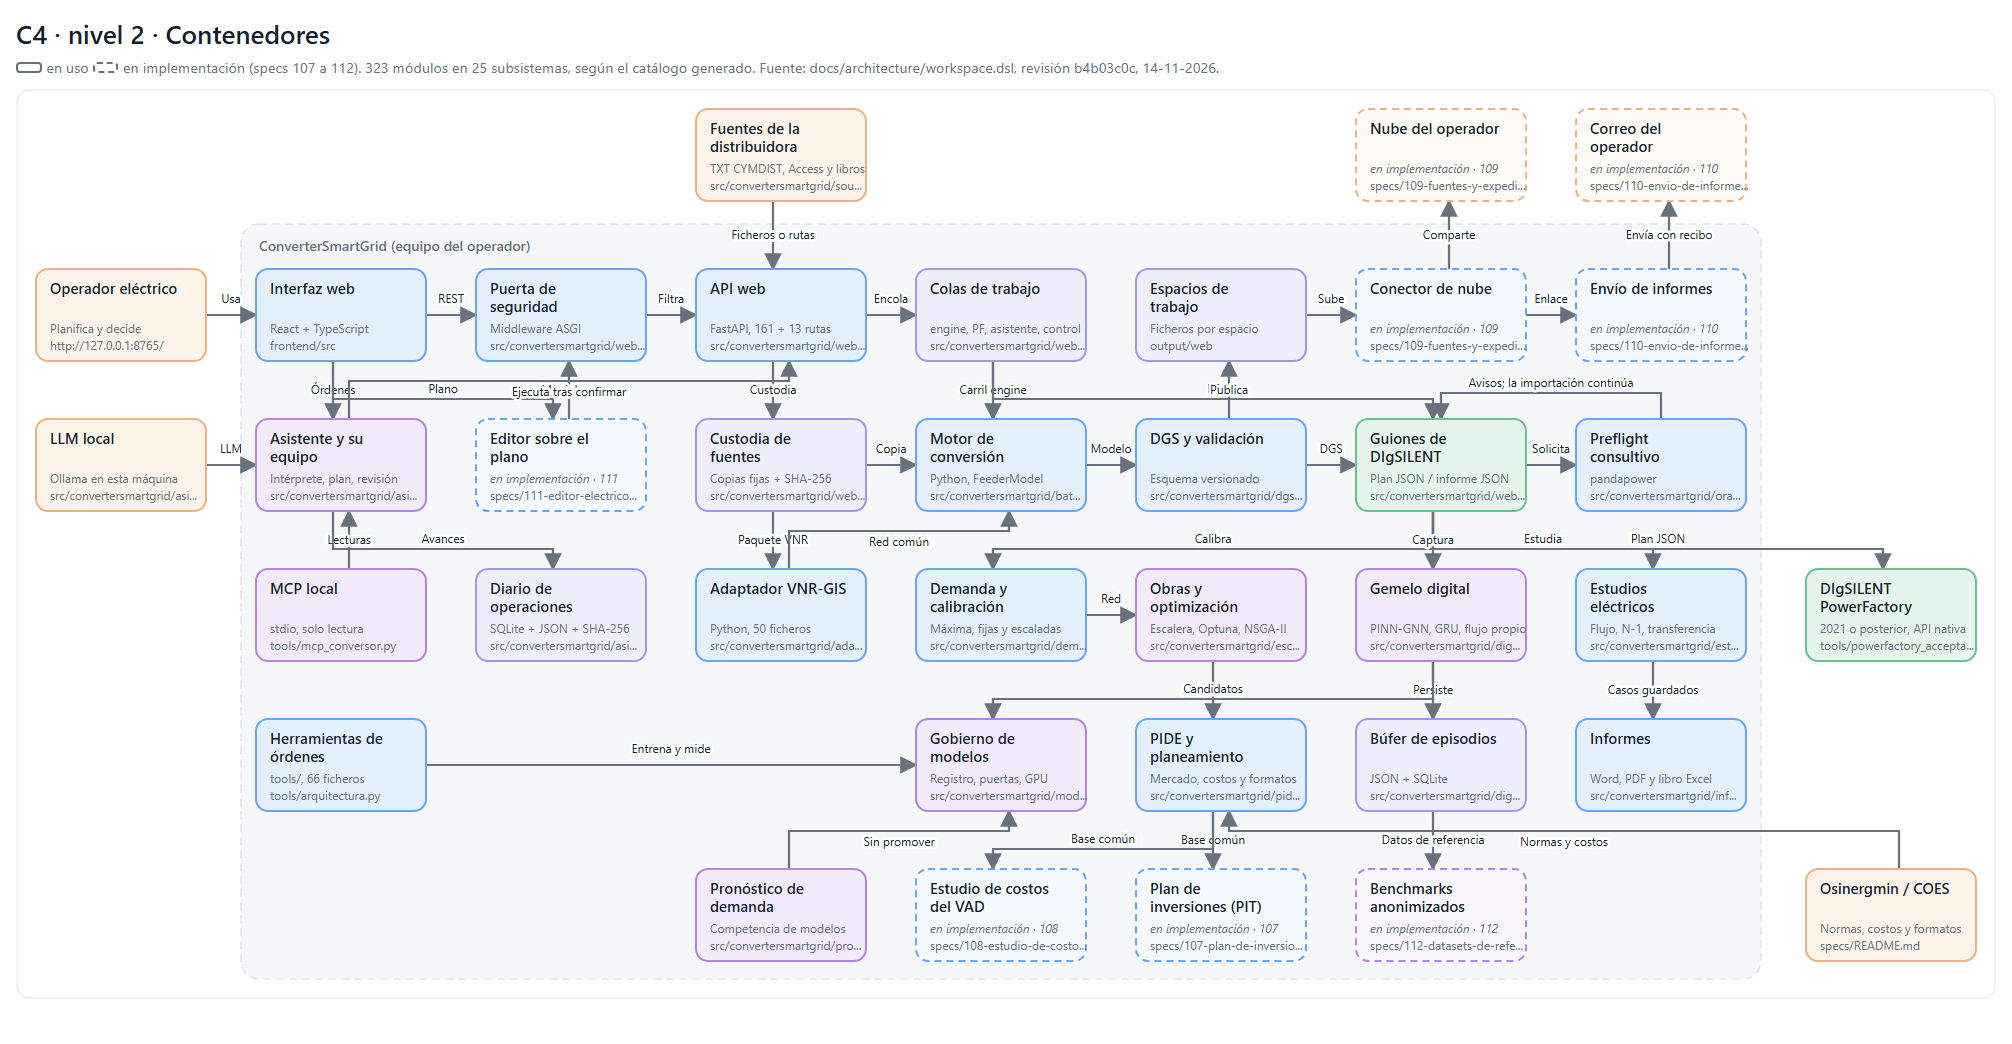 C4 · nivel 2 · Contenedores
en uso en implementación (specs 107 a 112). 323 módulos en 25 subsistemas, según el catálogo generado. Fuente: docs/architecture/workspace.dsl, revisión b4b03c0c, 14-11-2026.
Fuentes de la
distribuidora
TXT CYMDIST, Access y libros
src/convertersmartgrid/sou...
Nube del operador
en implementación · 109
specs/109-fuentes-y-expedi...
Correo del
operador
en implementación · 110
specs/110-envio-de-informe...
Ficheros o rutas
Comparte
Envía con recibo
ConverterSmartGrid (equipo del operador)
Operador eléctrico
Planifica y decide
http://127.0.0.1:8765/
Usa
Interfaz web
React + TypeScript
frontend/src
REST
Puerta de
seguridad
Middleware ASGI
src/convertersmartgrid/web...
Filtra
API web
FastAPI, 161 + 13 rutas
src/convertersmartgrid/web...
Encola
Colas de trabajo
engine, PF, asistente, control
src/convertersmartgrid/web...
Espacios de
trabajo
Ficheros por espacio
output/web
Sube
Conector de nube
en implementación · 109
specs/109-fuentes-y-expedi...
Enlace
Envío de informes
en implementación · 110
specs/110-envio-de-informe...
Órdenes
Plano
Ejecuta tras confirmar
Custodia
Carril engine
Publica
Avisos; la importación continúa
LLM local
Ollama en esta máquina
src/convertersmartgrid/asi...
LLM
Asistente y su
equipo
Intérprete, plan, revisión
src/convertersmartgrid/asi...
Editor sobre el
plano
en implementación · 111
specs/111-editor-electrico...
Custodia de
fuentes
Copias fijas + SHA-256
src/convertersmartgrid/web...
Copia
Motor de
conversión
Python, FeederModel
src/convertersmartgrid/bat...
Modelo
DGS y validación
Esquema versionado
src/convertersmartgrid/dgs...
DGS
Guiones de
DIgSILENT
Plan JSON / informe JSON
src/convertersmartgrid/web...
Solicita
Preflight
consultivo
pandapower
src/convertersmartgrid/ora...
Lecturas
Avances
Paquete VNR
Red común
Calibra
Captura
Estudia
Plan JSON
MCP local
stdio, solo lectura
tools/mcp_conversor.py
Diario de
operaciones
SQLite + JSON + SHA-256
src/convertersmartgrid/asi...
Adaptador VNR-GIS
Python, 50 ficheros
src/convertersmartgrid/ada...
Demanda y
calibración
Máxima, fijas y escaladas
src/convertersmartgrid/dem...
Red
Obras y
optimización
Escalera, Optuna, NSGA-II
src/convertersmartgrid/esc...
Gemelo digital
PINN-GNN, GRU, flujo propio
src/convertersmartgrid/dig...
Estudios
eléctricos
Flujo, N-1, transferencia
src/convertersmartgrid/est...
DIgSILENT
PowerFactory
2021 o posterior, API nativa
tools/powerfactory_accepta...
Candidatos
Persiste
Casos guardados
Herramientas de
órdenes
tools/, 66 ficheros
tools/arquitectura.py
Entrena y mide
Gobierno de
modelos
Registro, puertas, GPU
src/convertersmartgrid/mod...
PIDE y
planeamiento
Mercado, costos y formatos
src/convertersmartgrid/pid...
Búfer de episodios
JSON + SQLite
src/convertersmartgrid/dig...
Informes
Word, PDF y libro Excel
src/convertersmartgrid/inf...
Sin promover
Base común
Base común
Datos de referencia
Normas y costos
Pronóstico de
demanda
Competencia de modelos
src/convertersmartgrid/pro...
Estudio de costos
del VAD
en implementación · 108
specs/108-estudio-de-costo...
Plan de
inversiones (PIT)
en implementación · 107
specs/107-plan-de-inversio...
Benchmarks
anonimizados
en implementación · 112
specs/112-datasets-de-refe...
Osinergmin / COES
Normas, costos y formatos
specs/README.md